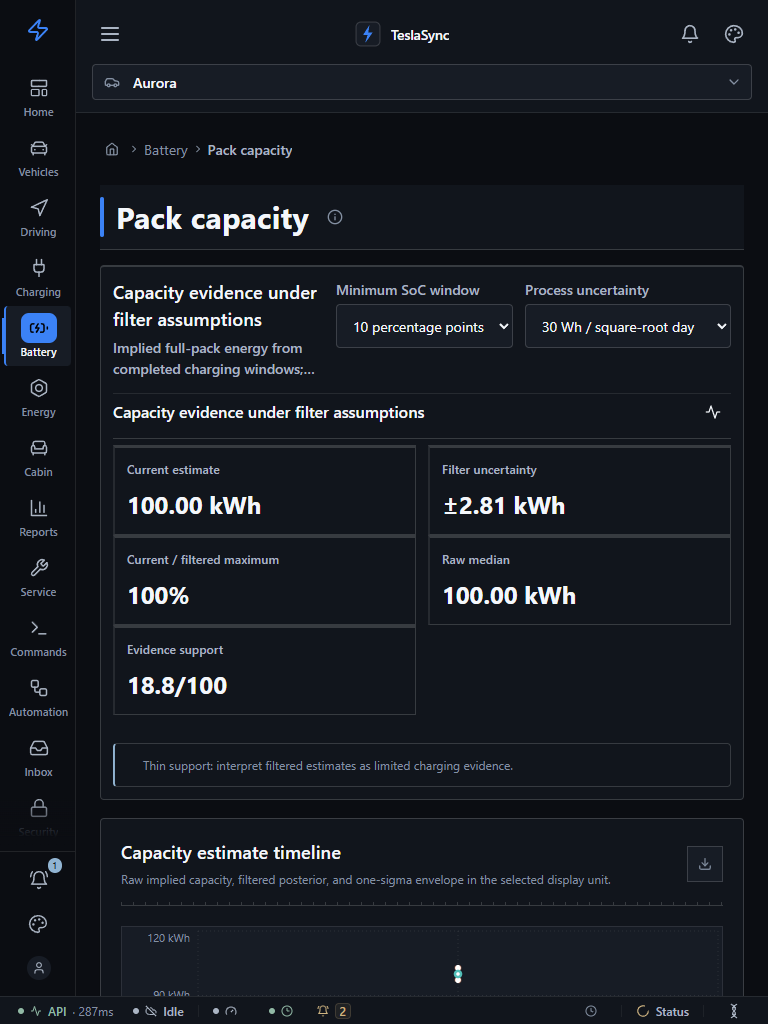 TeslaSync
Aurora
Home
Vehicles
Driving
Charging
Battery
Energy
Cabin
Reports
Service
Commands
Automation
Inbox
Security
1
Battery
Pack capacity
Pack capacity
Capacity evidence under
filter assumptions
Implied full-pack energy from
completed charging windows;...
Minimum SoC window
10 percentage points
Process uncertainty
30 Wh / square-root day
Capacity evidence under filter assumptions
Current estimate
100.00 kWh
Filter uncertainty
±2.81 kWh
Current / filtered maximum
100%
Raw median
100.00 kWh
Evidence support
18.8/100
Thin support: interpret filtered estimates as limited charging evidence.
Capacity estimate timeline
Raw implied capacity, filtered posterior, and one-sigma envelope in the selected display unit.
120 kWh
90 kWh
API · 287ms
Idle
2
Status